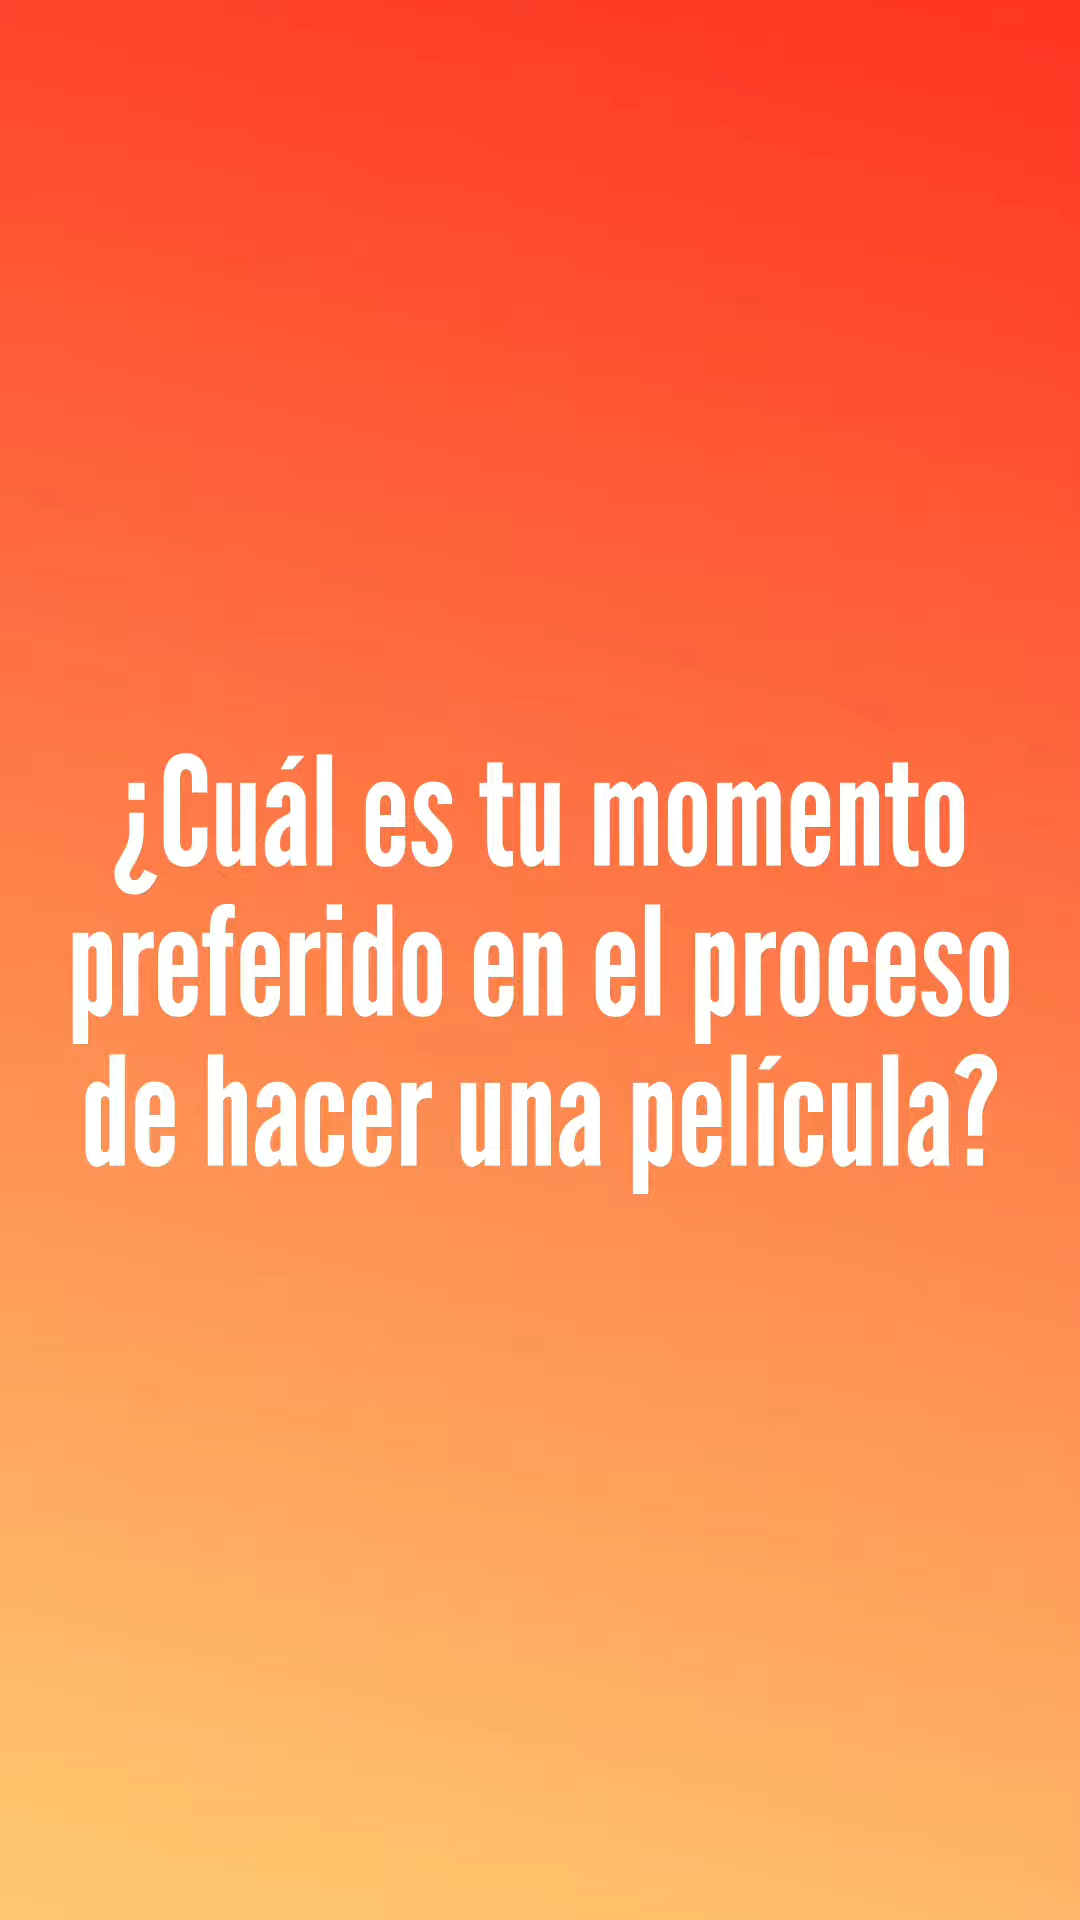 ¿Cuál es tu momento
preferido en el proceso
de hacer una película?